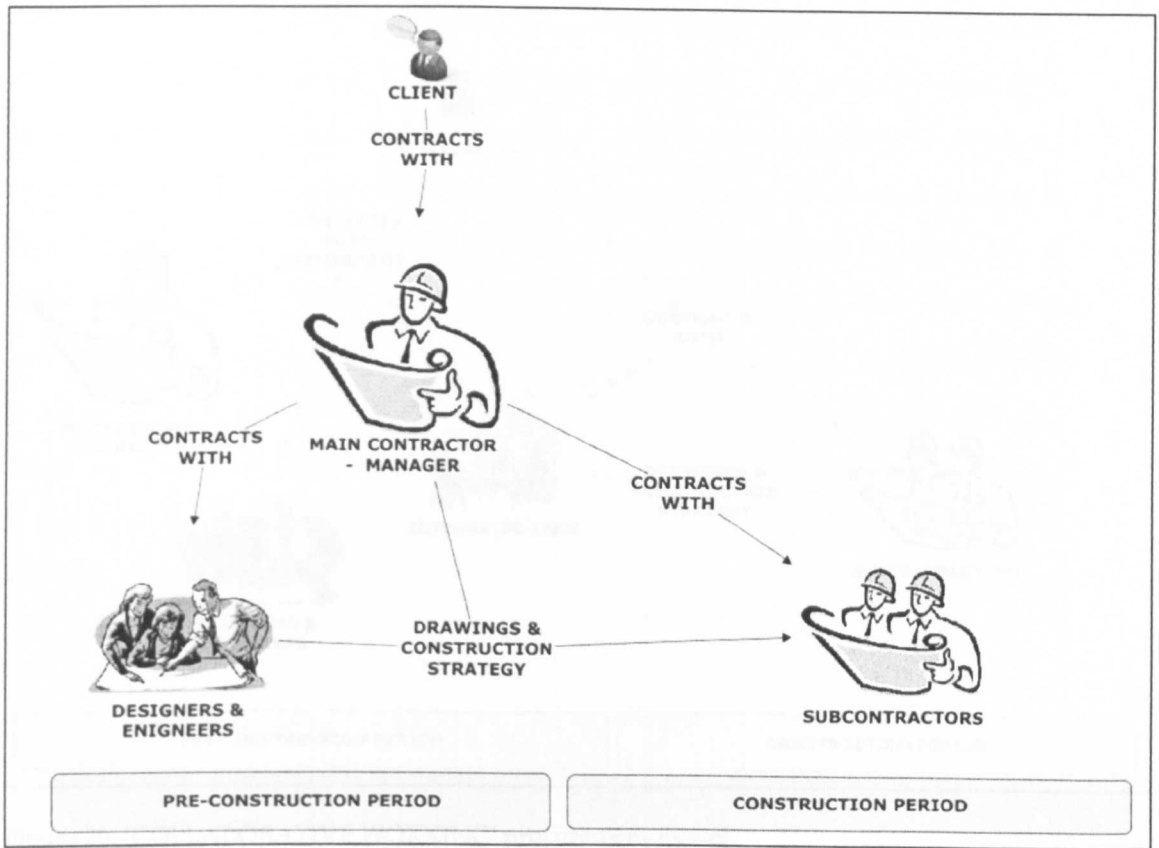 CLIENT
CONTRACTS
WITH
MAIN CONTRACTOR
- MANAGER
CONTRACTS
WITH
CONTRACTS
WITH
DRAWINGS &
CONSTRUCTION
STRATEGY
DESIGNERS &
ENIGNEERS
SUBCONTRACTORS
PRE-CONSTRUCTION PERIOD
CONSTRUCTION PERIOD